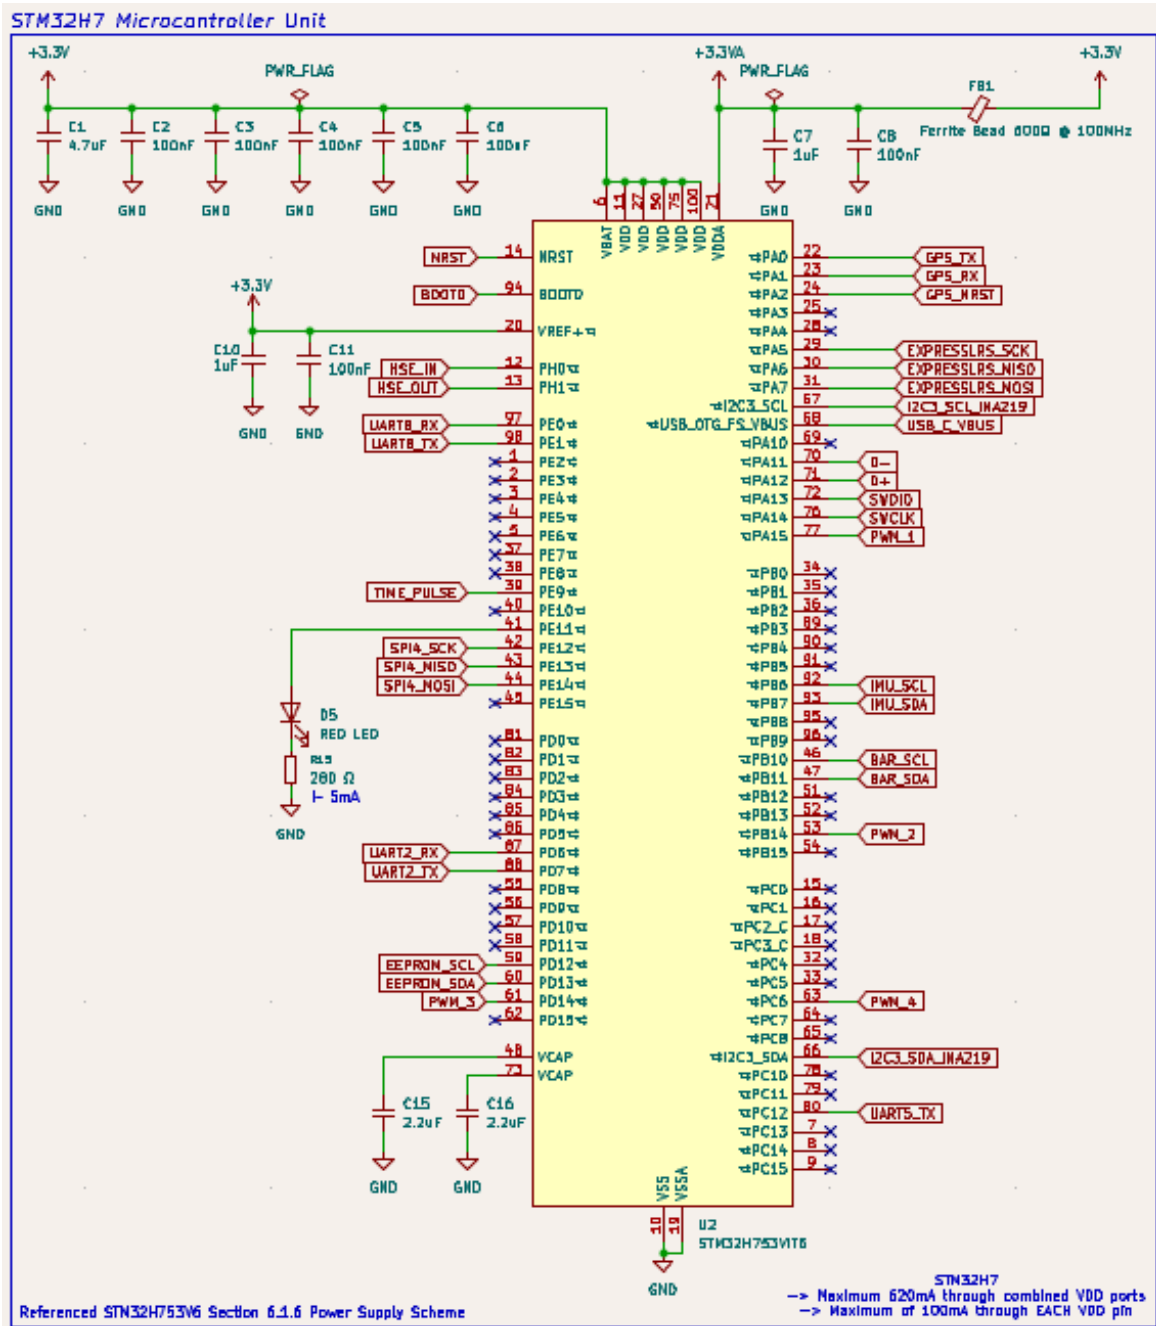 STM32H7 Microcontroller Unit
+3.3V
PWR_FLAG
+3.3VA
PWR_FLAG
+3.3V
FB1
Ferrite Bead 600Ω @ 100MHz
C1
4.7uF
C2
100nF
C3
100nF
C4
100nF
C5
100nF
C6
100nF
C7
1uF
C8
100nF
GND
GND
GND
GND
GND
GND
GND
GND
6
11
27
50
75
100
21
VBAT
VDD
VDD
VDD
VDD
VDD
VDDA
NRST 14 NRST
BOOT0 94 BOOT0
+3.3V
20 VREF+
C10
1uF
C11
100nF
GND
GND
HSE_IN 12 PH0
HSE_OUT 13 PH1
UART8_RX 97 PE0
UART8_TX 98 PE1
1 PE2
2 PE3
3 PE4
4 PE5
5 PE6
37 PE7
38 PE8
TIME_PULSE 39 PE9
40 PE10
41 PE11
SPI4_SCK 42 PE12
SPI4_MISO 43 PE13
SPI4_MOSI 44 PE14
45 PE15
D5
RED LED
R15
280 Ω
I- 5mA
GND
81 PD0
82 PD1
83 PD2
84 PD3
85 PD4
86 PD5
UART2_RX 87 PD6
UART2_TX 88 PD7
55 PD8
56 PD9
57 PD10
58 PD11
EEPROM_SCL 59 PD12
EEPROM_SDA 60 PD13
PWM_3 61 PD14
62 PD15
48 VCAP
73 VCAP
C15
2.2uF
C16
2.2uF
GND
GND
PA0 22 GPS_TX
PA1 23 GPS_RX
PA2 24 GPS_NRST
PA3 25
PA4 28
PA5 29 EXPRESSLRS_SCK
PA6 30 EXPRESSLRS_MISO
PA7 31 EXPRESSLRS_MOSI
I2C3_SCL 67 I2C3_SCL_INA219
USB_OTG_FS_VBUS 68 USB_C_VBUS
PA10 69
PA11 70 D-
PA12 71 D+
PA13 72 SWDIO
PA14 76 SWCLK
PA15 77 PWM_1
PB0 34
PB1 35
PB2 36
PB3 89
PB4 90
PB5 91
PB6 92 IMU_SCL
PB7 93 IMU_SDA
PB8 95
PB9 96
PB10 46 BAR_SCL
PB11 47 BAR_SDA
PB12 51
PB13 52
PB14 53 PWM_2
PB15 54
PC0 15
PC1 16
PC2_C 17
PC3_C 18
PC4 32
PC5 33
PC6 63 PWM_4
PC7 64
PC8 65
I2C3_SDA 66 I2C3_SDA_INA219
PC10 78
PC11 79
PC12 80 UART5_TX
PC13 7
PC14 8
PC15 9
VSS
VSSA
10
19
U2
STM32H753VIT6
GND
Referenced STM32H753V6 Section 6.1.6 Power Supply Scheme
STM32H7
--> Maximum 620mA through combined VDD ports
--> Maximum of 100mA through EACH VDD pin